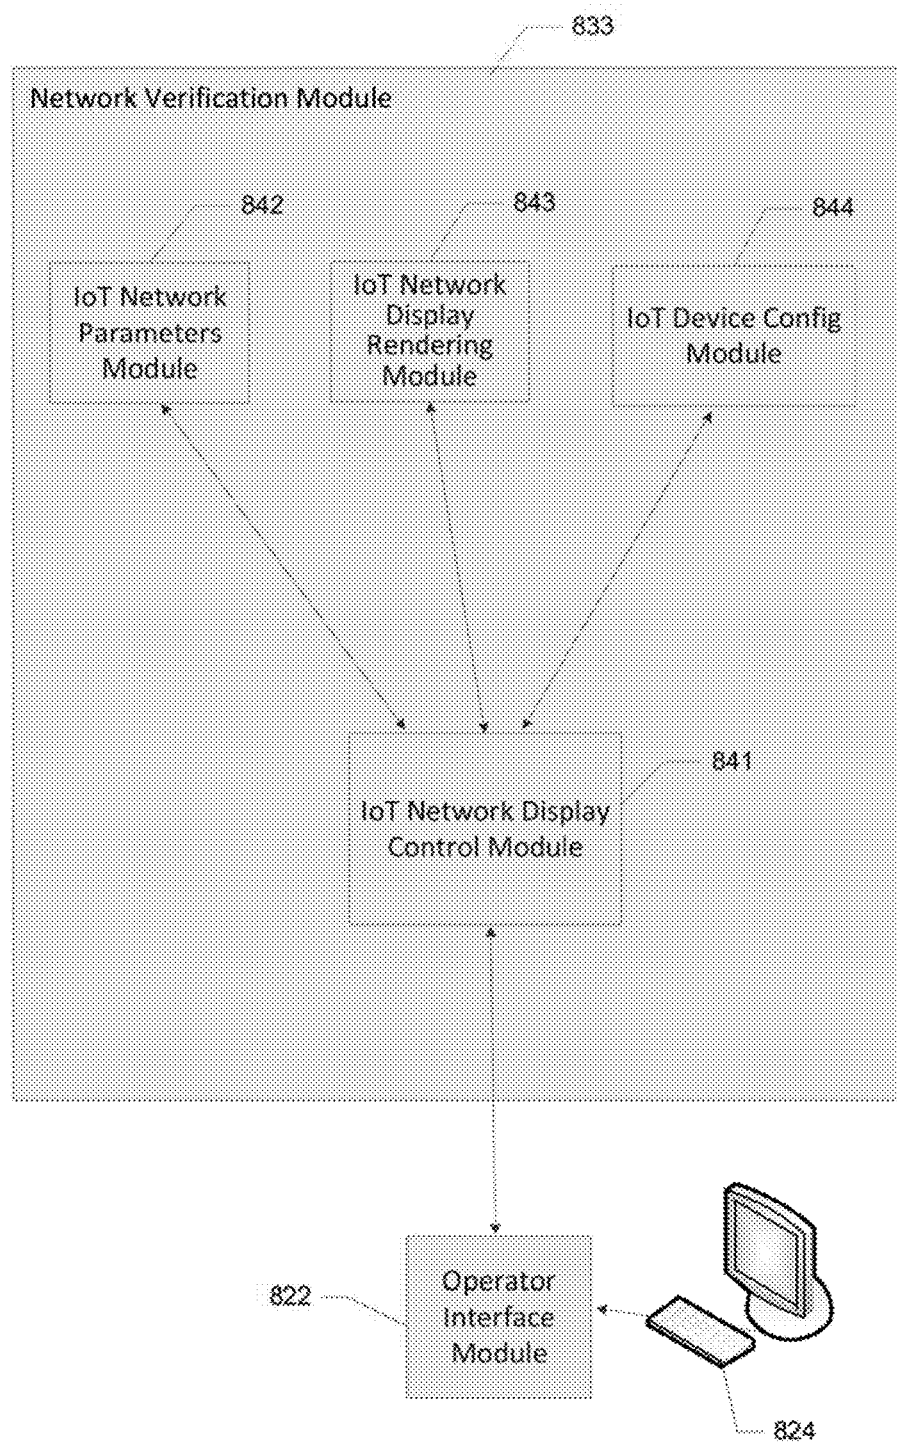 833
Network Verification Module
842
843
844
IoT Network
Parameters
Module
IoT Network
Display
Rendering
Module
IoT Device Config
Module
841
IoT Network Display
Control Module
822
Operator
Interface
Module
824